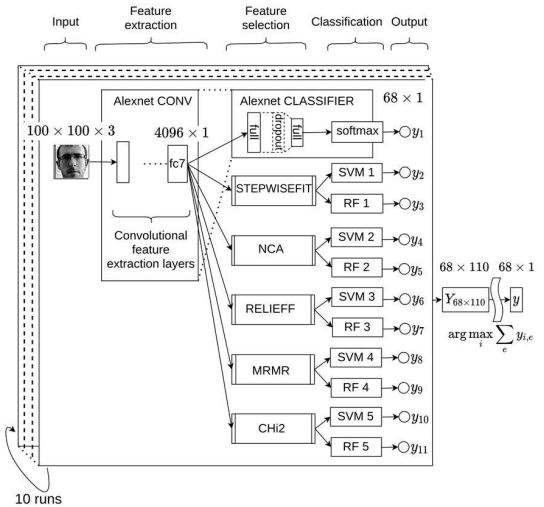 Input
Feature
extraction
Feature
selection
Classification
Output
Alexnet CONV
Alexnet CLASSIFIER
68 × 1
100 × 100 × 3
4096 × 1
fc7
full
dropout
full
softmax
y₁
Convolutional
feature
extraction layers
STEPWISEFIT
SVM 1
y₂
RF 1
y₃
NCA
SVM 2
y₄
RF 2
y₅
RELIEFF
SVM 3
y₆
RF 3
y₇
MRMR
SVM 4
y₈
RF 4
y₉
CHi2
SVM 5
y₁₀
RF 5
y₁₁
68 × 110
68 × 1
Y₆₈×₁₁₀
y
arg max_i ∑_e y_{i,e}
10 runs